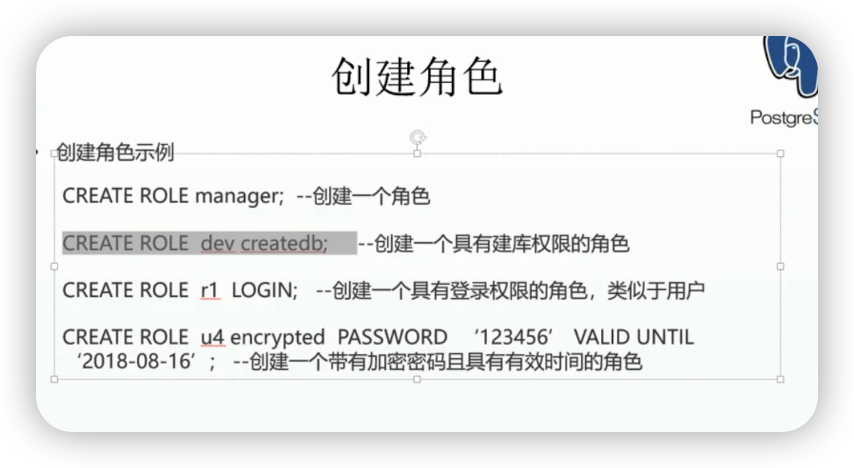 创建角色
PostgreS
创建角色示例
CREATE ROLE manager;  --创建一个角色
CREATE ROLE  dev createdb;     --创建一个具有建库权限的角色
CREATE ROLE  r1  LOGIN;   --创建一个具有登录权限的角色，类似于用户
CREATE ROLE  u4 encrypted  PASSWORD   ‘123456’  VALID UNTIL
‘2018-08-16’ ;   --创建一个带有加密密码且具有有效时间的角色